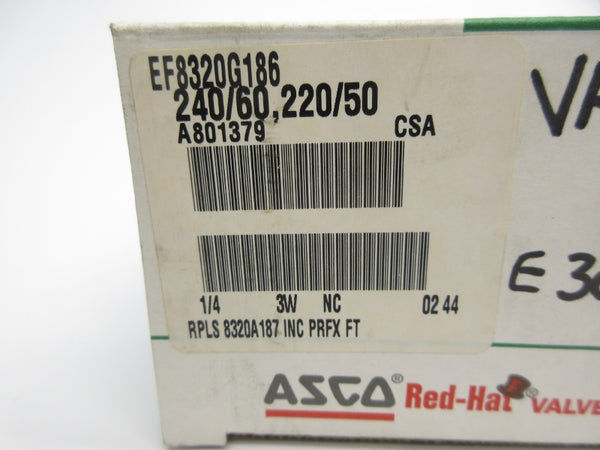 EF8320G186
240/60,220/50
A801379 CSA
1/4 3W NC 02 44
RPLS 8320A187 INC PRFX FT
ASCO® Red-Hat® VALVE
E